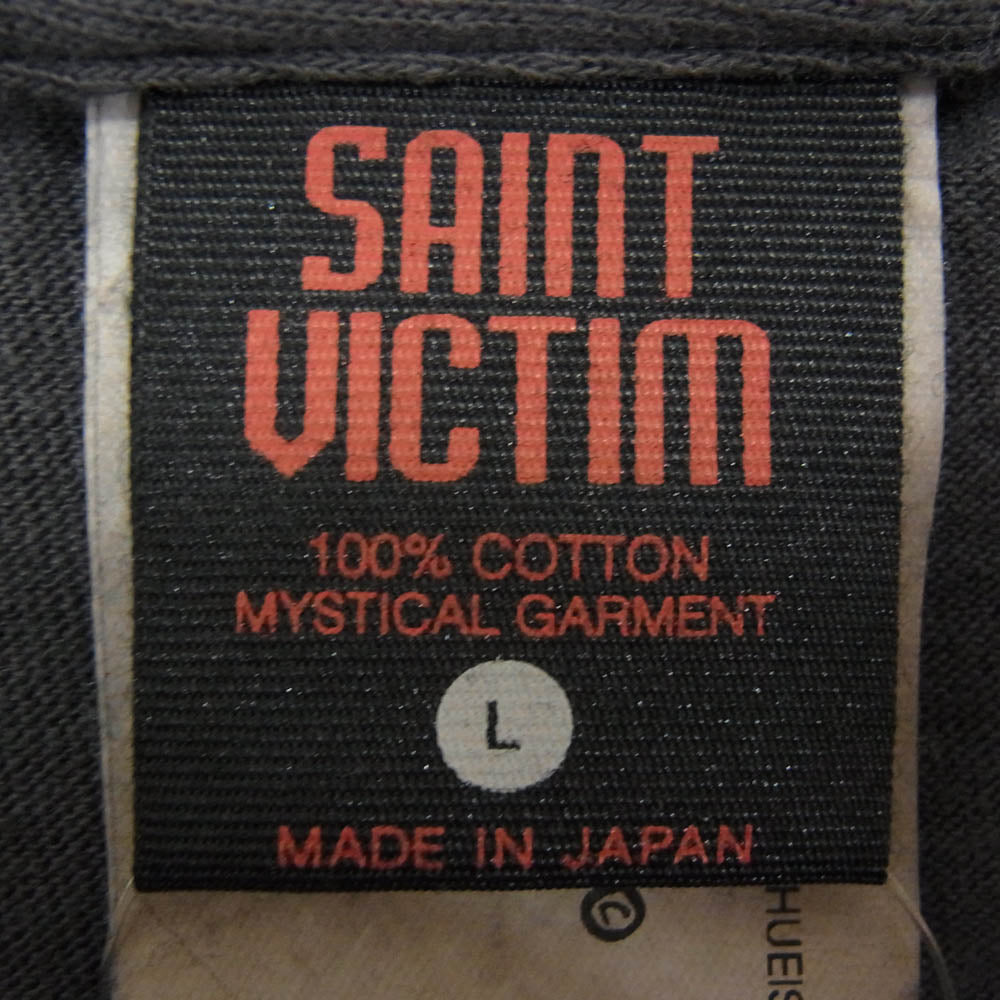 SAINT
VICTIM
100% COTTON
MYSTICAL GARMENT
L
MADE IN JAPAN
©